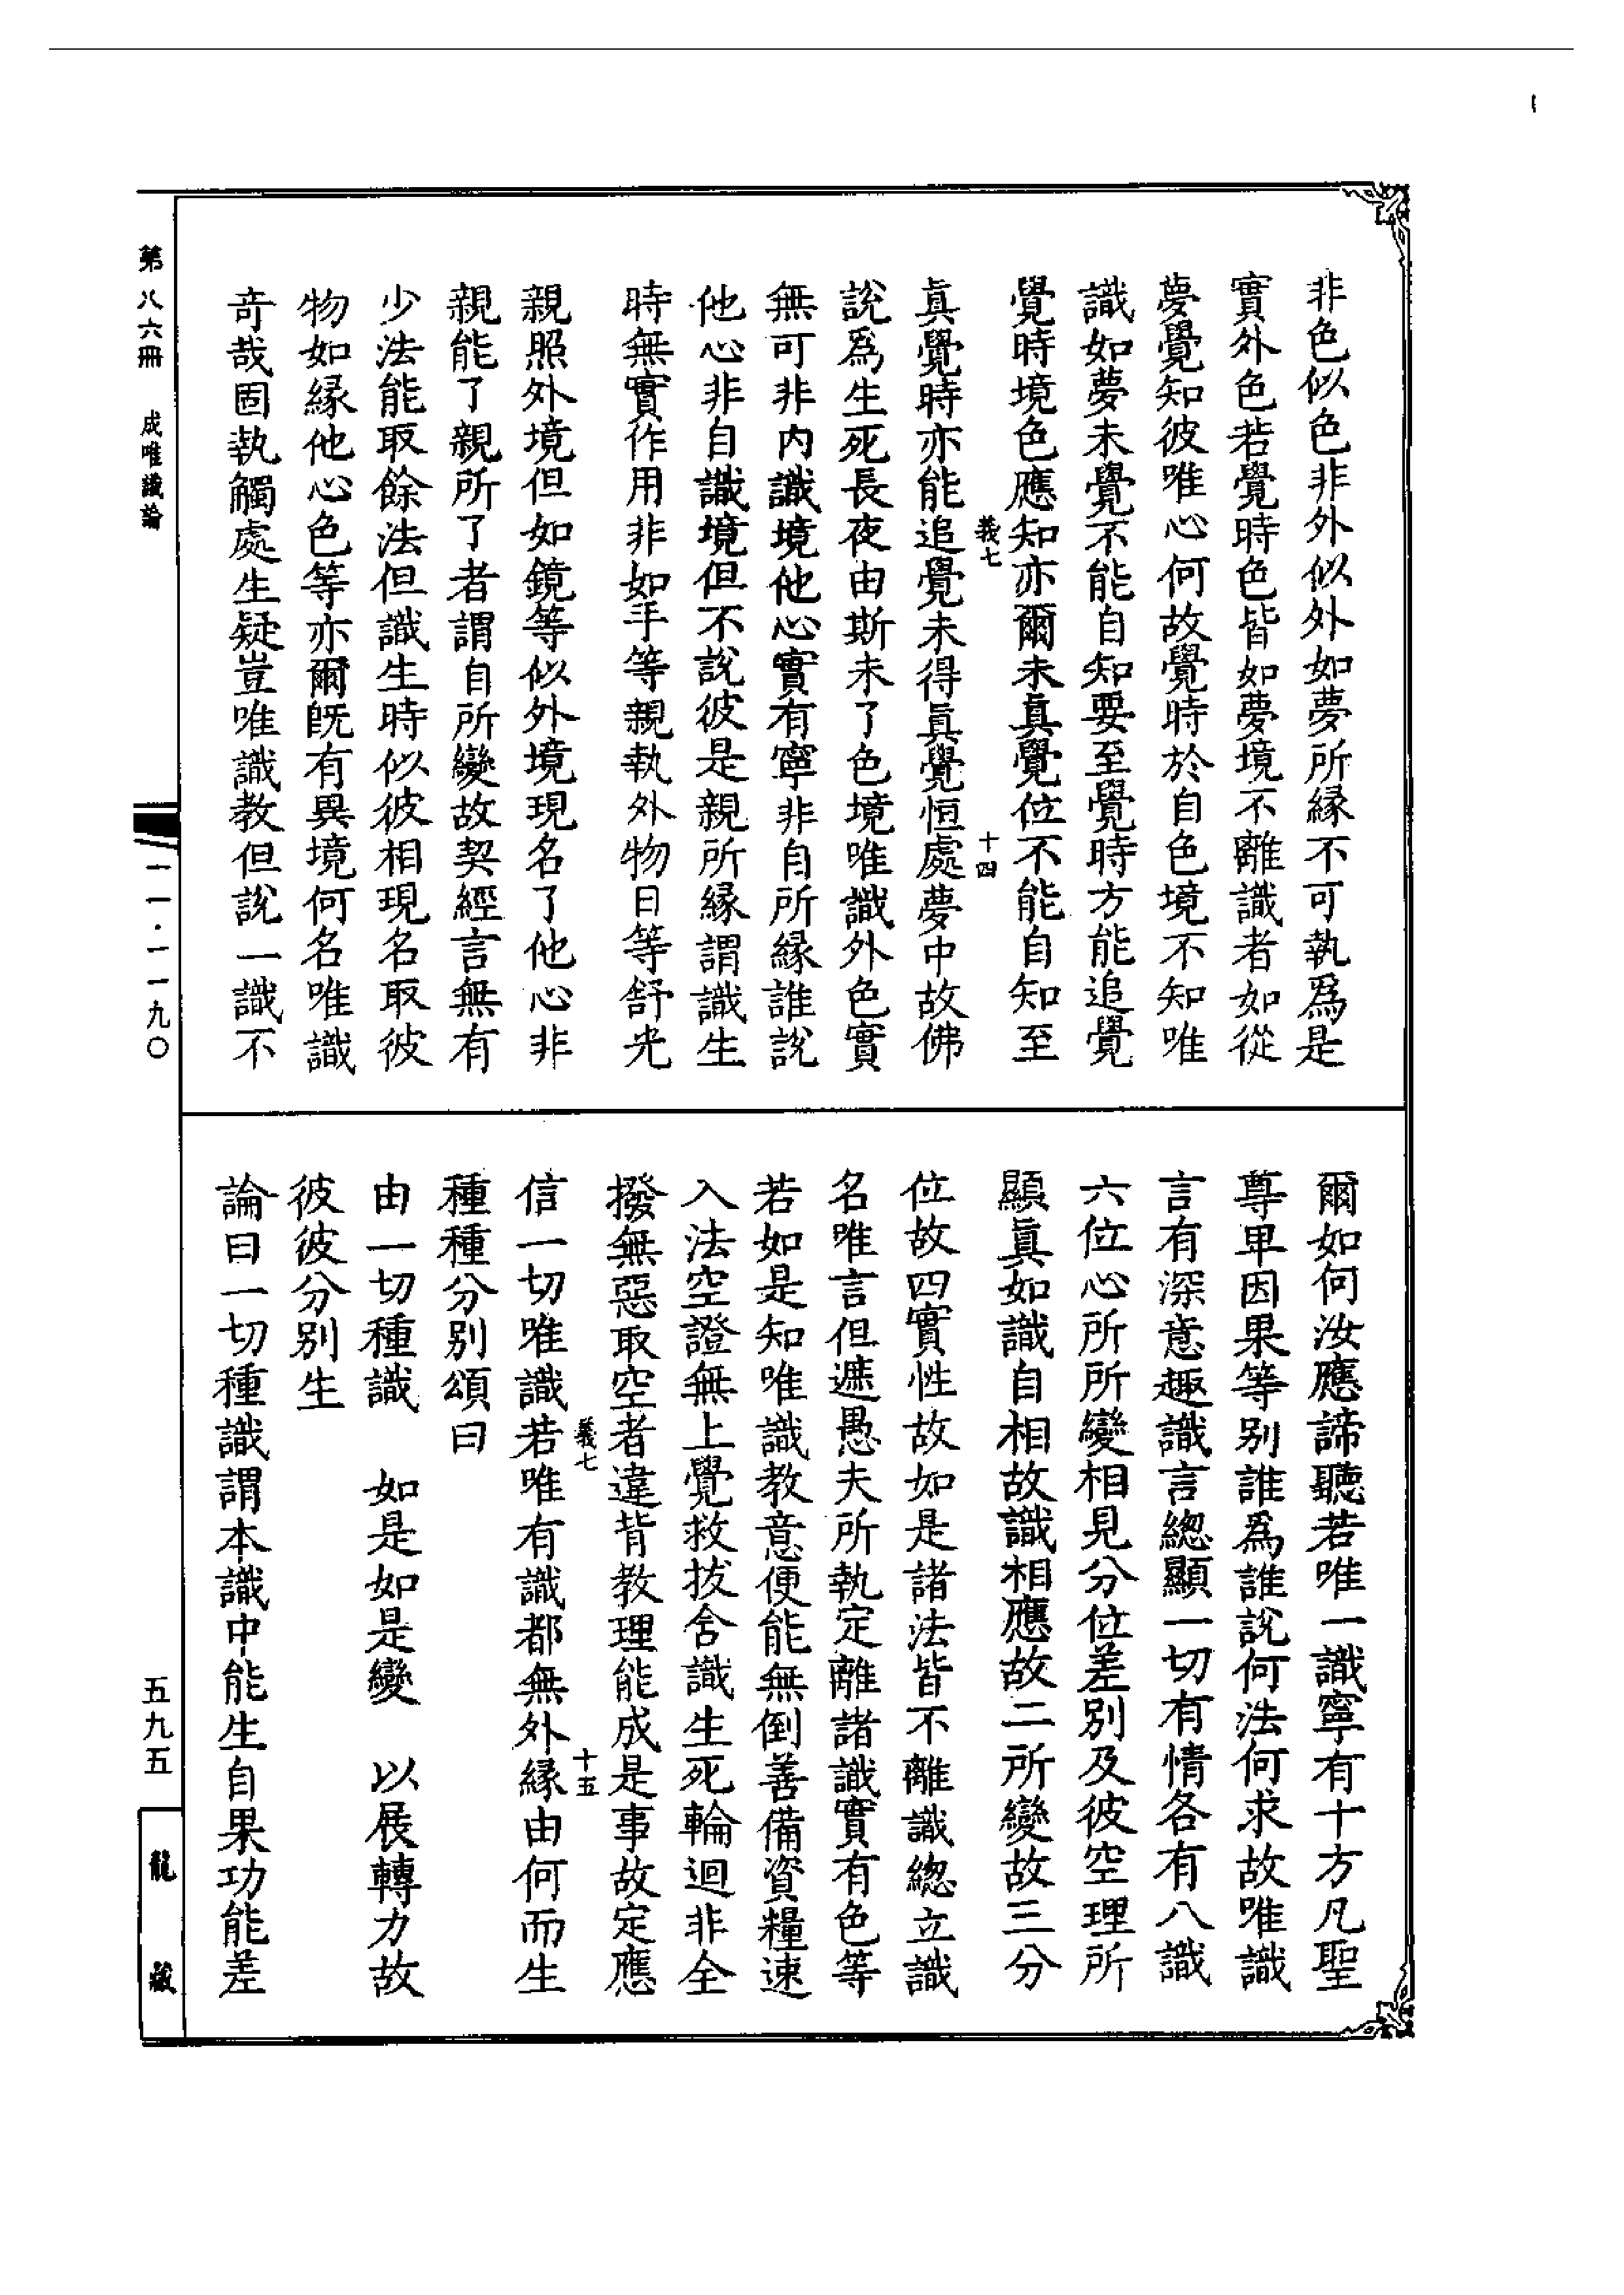 非色似色非外似外如夢所緣不可執爲是
實外色若覺時色皆如夢境不離識者如從
夢覺知彼唯心何故覺時於自色境不知唯
識如夢未覺不能自知要至覺時方能追覺
覺時境色應知亦爾未真覺位不能自知至
義七 十四
真覺時亦能追覺未得真覺恒處夢中故佛
說爲生死長夜由斯未了色境唯識外色實
無可非內識境他心實有寧非自所緣誰說
他心非自識境但不說彼是親所緣謂識生
時無實作用非如手等親執外物日等舒光
親照外境但如鏡等似外境現名了他心非
親能了親所了者謂自所變故契經言無有
少法能取餘法但識生時似彼相現名取彼
物如緣他心色等亦爾既有異境何名唯識
奇哉固執觸處生疑豈唯識教但說一識不
爾如何汝應諦聽若唯一識寧有十方凡聖
尊卑因果等別誰爲誰說何法何求故唯識
言有深意趣識言總顯一切有情各有八識
六位心所所變相見分位差別及彼空理所
顯真如識自相故識相應故二所變故三分
位故四實性故如是諸法皆不離識總立識
名唯言但遮愚夫所執定離諸識實有色等
若如是知唯識教意便能無倒善備資糧速
入法空證無上覺救拔含識生死輪迴非全
撥無惡取空者違背教理能成是事故定應
義七 十五
信一切唯識若唯有識都無外緣由何而生
種種分別頌曰
由一切種識 如是如是變 以展轉力故
彼彼分別生
論曰一切種識謂本識中能生自果功能差
第八六冊 成唯識論
一一·一一九〇
五九五
龍藏